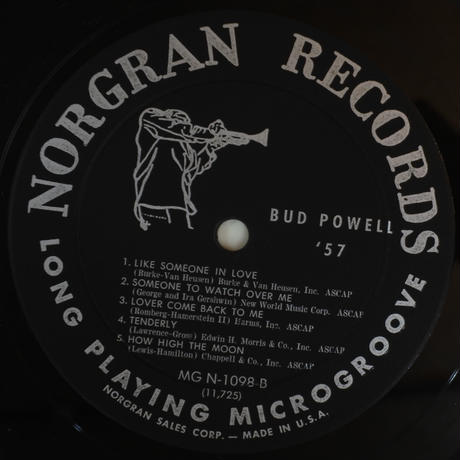 NORGRAN RECORDS
BUD POWELL
'57
1. LIKE SOMEONE IN LOVE
(Burke-Van Heusen) Burke & Van Heusen, Inc. ASCAP
2. SOMEONE TO WATCH OVER ME
(George and Ira Gershwin) New World Music Corp. ASCAP
3. LOVER COME BACK TO ME
(Romberg-Hamerstein II) Harms, Inc. ASCAP
4. TENDERLY
(Lawrence-Gross) Edwin H. Morris & Co., Inc. ASCAP
5. HOW HIGH THE MOON
(Lewis-Hamilton) Chappell & Co., Inc. ASCAP
MG N-1098-B
(11,725)
LONG PLAYING MICROGROOVE
NORGRAN SALES CORP. — MADE IN U.S.A.